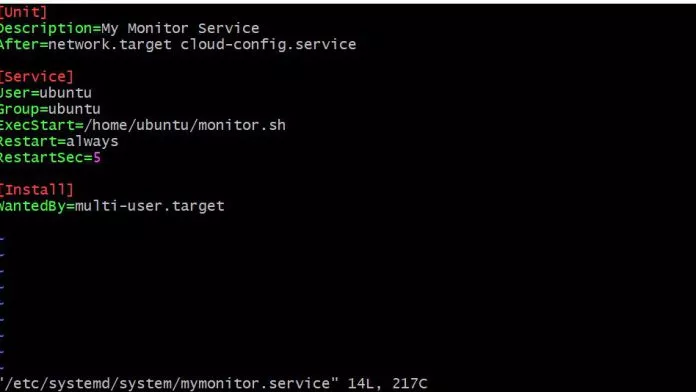 [Unit]
Description=My Monitor Service
After=network.target cloud-config.service
[Service]
User=ubuntu
Group=ubuntu
ExecStart=/home/ubuntu/monitor.sh
Restart=always
RestartSec=5
[Install]
WantedBy=multi-user.target
~
~
~
~
~
~
~
~
~
"/etc/systemd/system/mymonitor.service" 14L, 217C